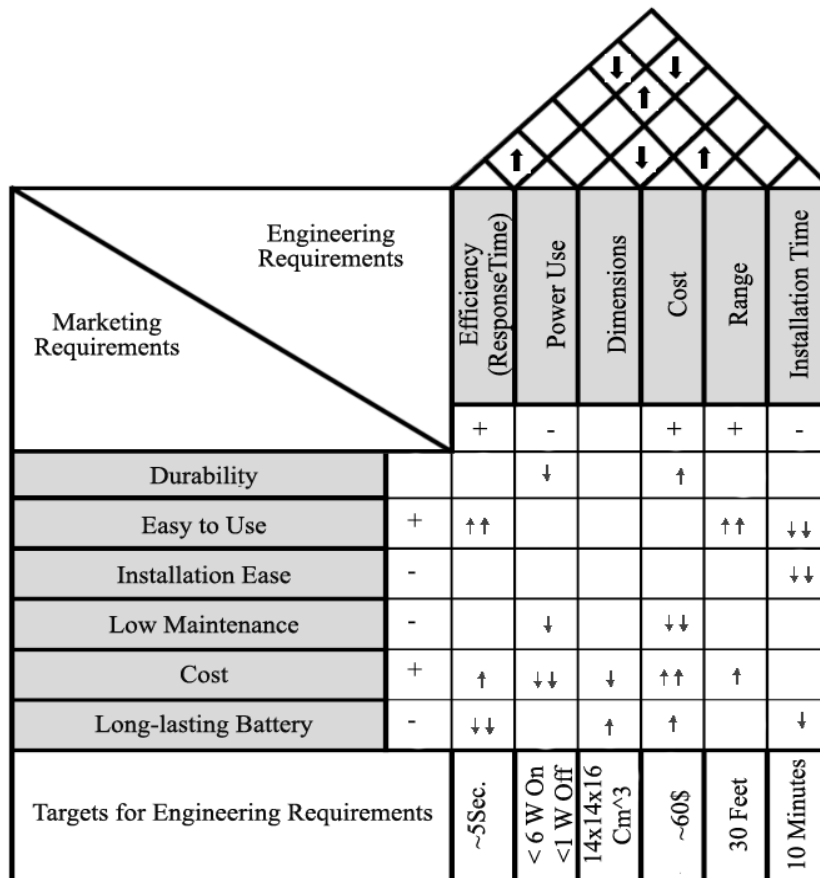 Engineering
Requirements
Marketing
Requirements
Efficiency
(ResponseTime)
Power Use
Dimensions
Cost
Range
Installation Time
+ - + + -
Durability ↓ ↑
Easy to Use + ↑↑ ↑↑ ↓↓
Installation Ease - ↓↓
Low Maintenance - ↓ ↓↓
Cost + ↑ ↓↓ ↓ ↑↑ ↑
Long-lasting Battery - ↓↓ ↑ ↑ ↓
Targets for Engineering Requirements
~5Sec.
< 6 W On
<1 W Off
14x14x16
Cm^3
~60$
30 Feet
10 Minutes